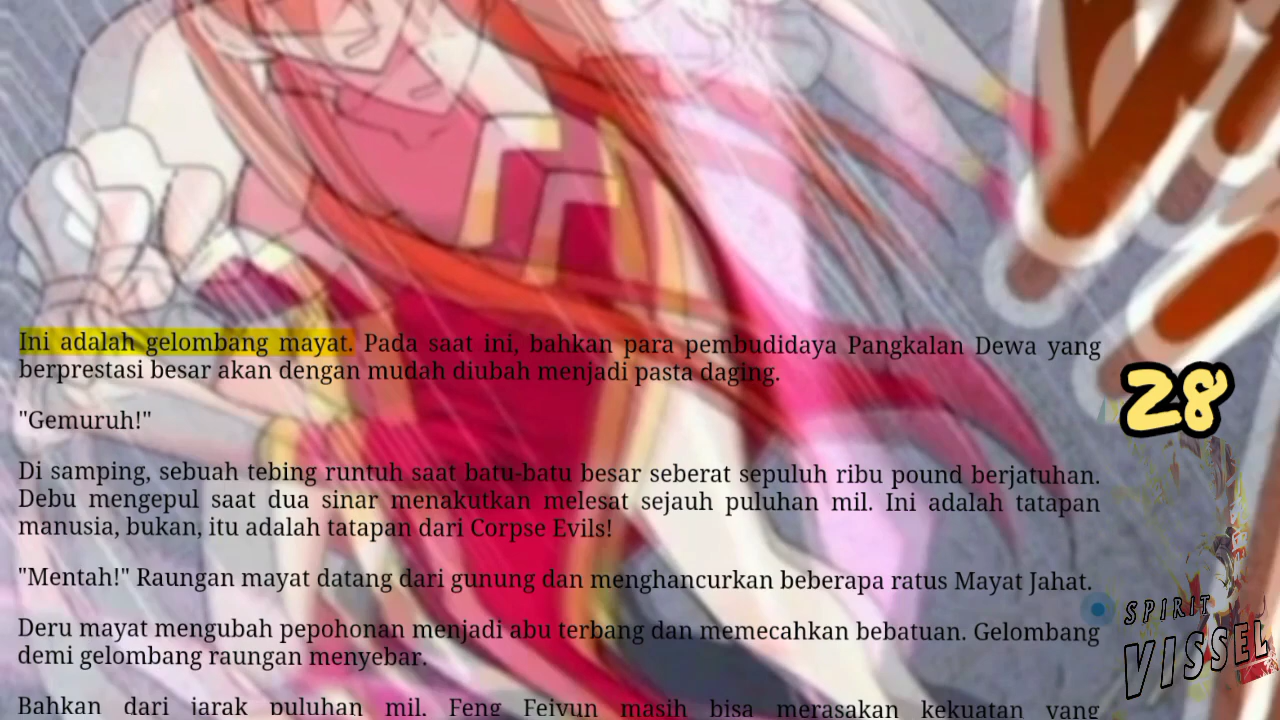 Ini adalah gelombang mayat. Pada saat ini, bahkan para pembudidaya Pangkalan Dewa yang
berprestasi besar akan dengan mudah diubah menjadi pasta daging.
"Gemuruh!"
Di samping, sebuah tebing runtuh saat batu-batu besar seberat sepuluh ribu pound berjatuhan.
Debu mengepul saat dua sinar menakutkan melesat sejauh puluhan mil. Ini adalah tatapan
manusia, bukan, itu adalah tatapan dari Corpse Evils!
"Mentah!" Raungan mayat datang dari gunung dan menghancurkan beberapa ratus Mayat Jahat.
Deru mayat mengubah pepohonan menjadi abu terbang dan memecahkan bebatuan. Gelombang
demi gelombang raungan menyebar.
Bahkan dari jarak puluhan mil, Feng Feiyun masih bisa merasakan kekuatan yang
28
SPIRIT
VISSEL